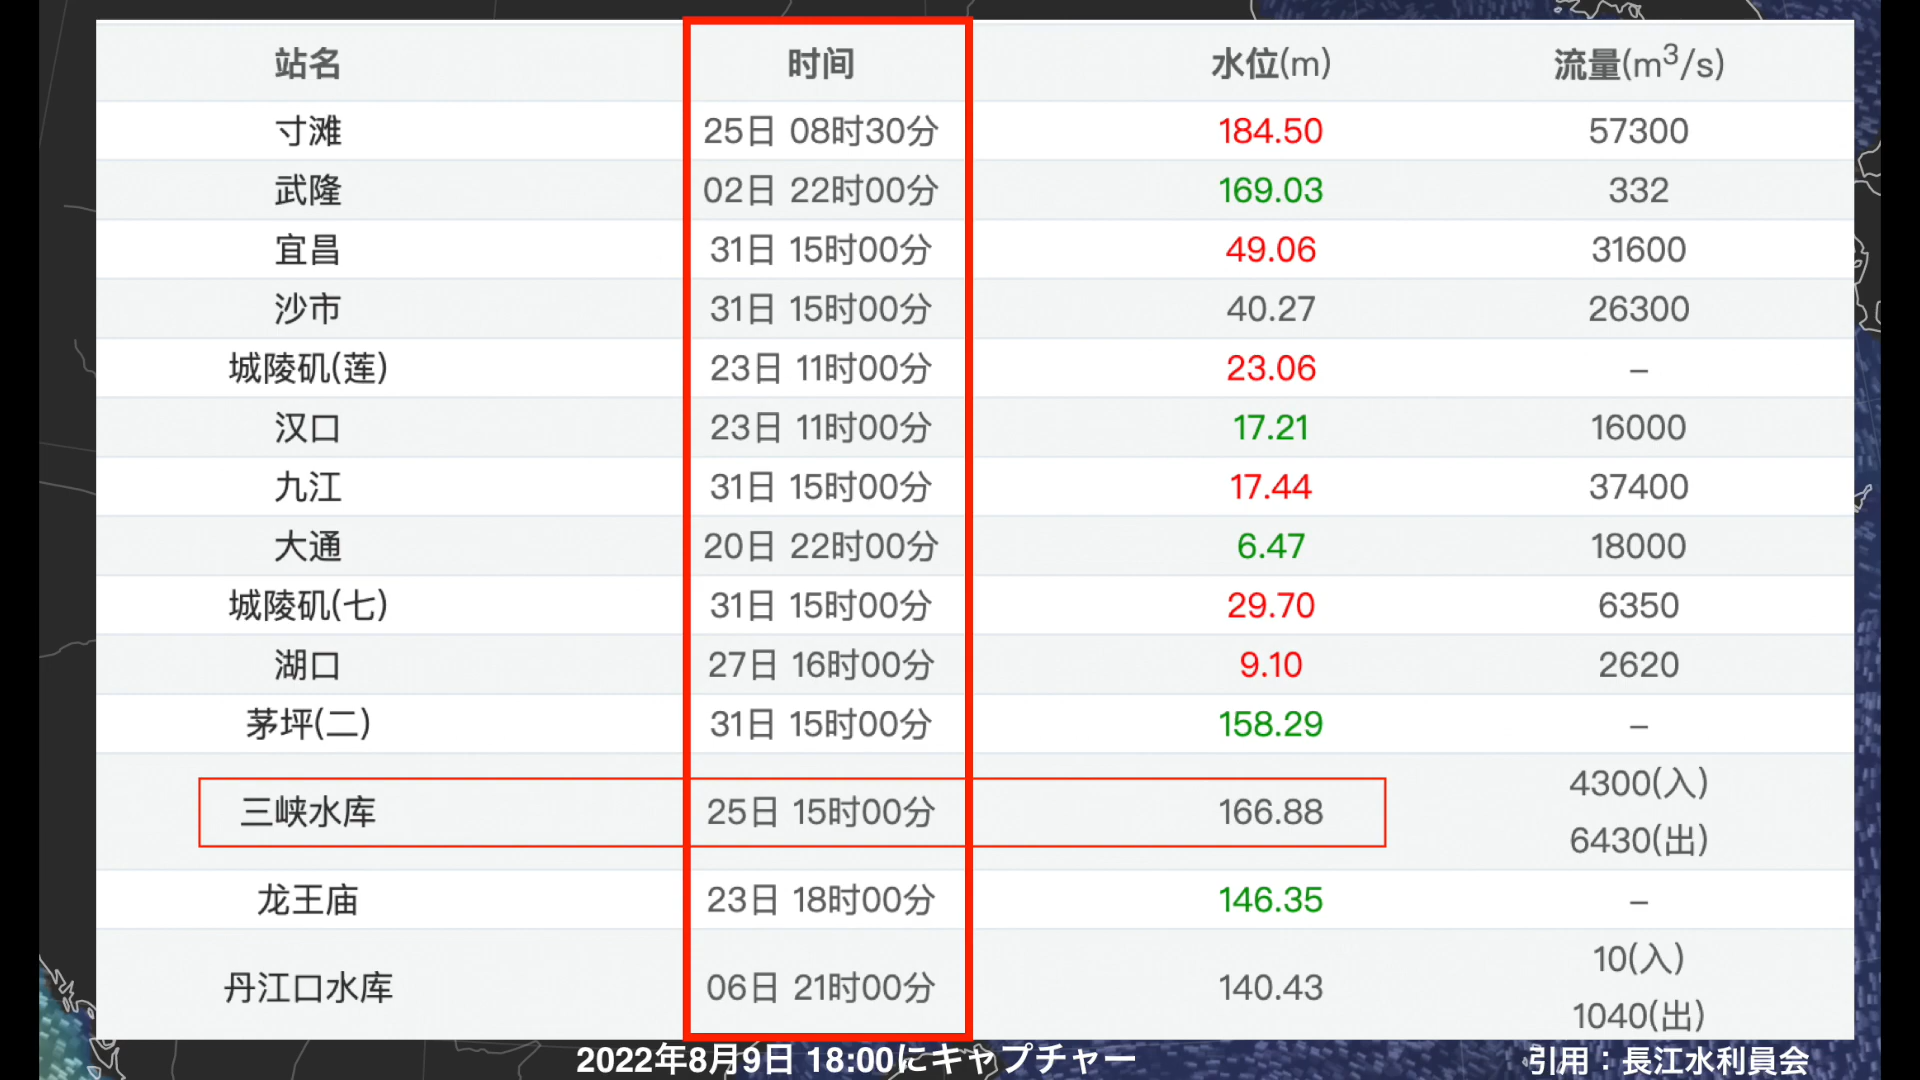 站名 时间 水位(m) 流量(m³/s)
寸滩 25日 08时30分 184.50 57300
武隆 02日 22时00分 169.03 332
宜昌 31日 15时00分 49.06 31600
沙市 31日 15时00分 40.27 26300
城陵矶(莲) 23日 11时00分 23.06 –
汉口 23日 11时00分 17.21 16000
九江 31日 15时00分 17.44 37400
大通 20日 22时00分 6.47 18000
城陵矶(七) 31日 15时00分 29.70 6350
湖口 27日 16时00分 9.10 2620
茅坪(二) 31日 15时00分 158.29 –
三峡水库 25日 15时00分 166.88 4300(入)
6430(出)
龙王庙 23日 18时00分 146.35 –
丹江口水库 06日 21时00分 140.43 10(入)
1040(出)
2022年8月9日 18:00にキャプチャー
引用：長江水利員会